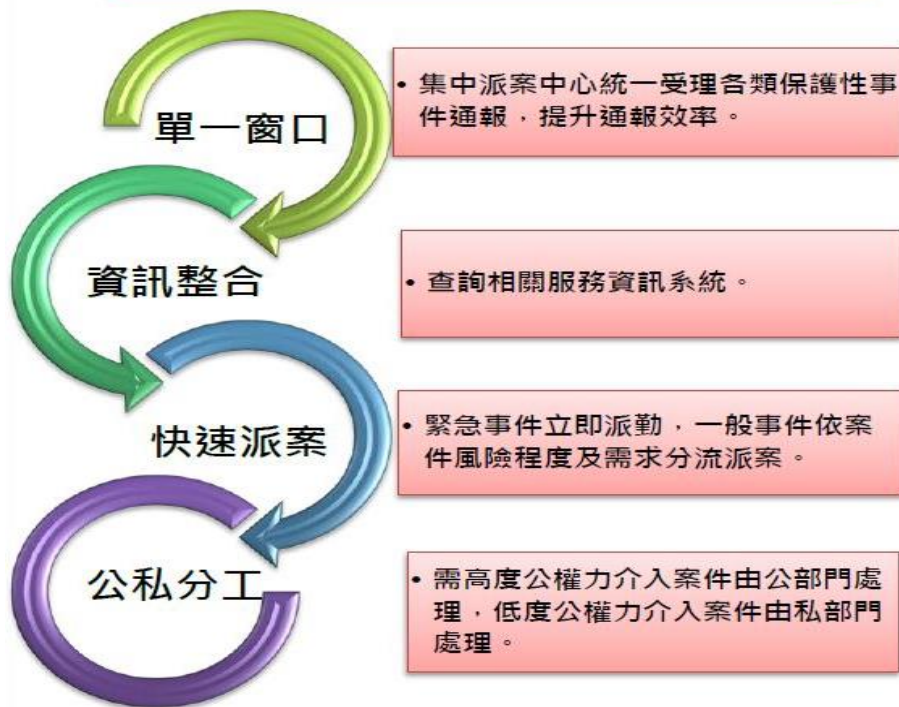 單一窗口
• 集中派案中心統一受理各類保護性事
件通報，提升通報效率。
資訊整合
• 查詢相關服務資訊系統。
快速派案
• 緊急事件立即派勤，一般事件依案
件風險程度及需求分流派案。
公私分工
• 需高度公權力介入案件由公部門處
理，低度公權力介入案件由私部門
處理。